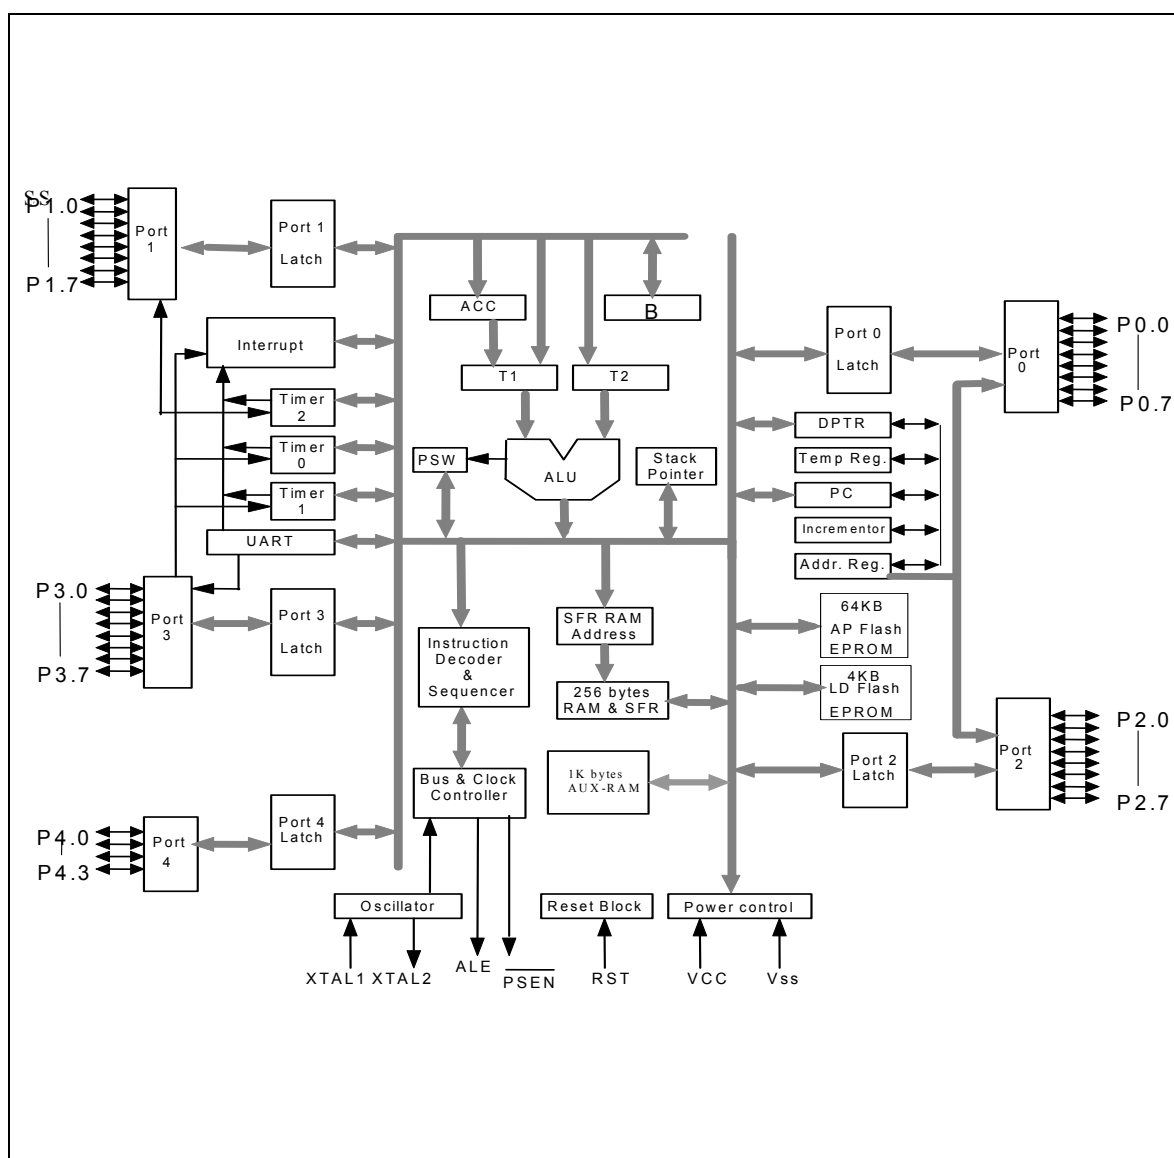 SS
P1.0
P1.7
Port
1
Port 1
Latch
Interrupt
Timer
2
Timer
0
Timer
1
UART
P3.0
P3.7
Port
3
Port 3
Latch
P4.0
P4.3
Port
4
Port 4
Latch
ACC
B
T1
T2
PSW
ALU
Stack
Pointer
Instruction
Decoder
&
Sequencer
SFR RAM
Address
256 bytes
RAM & SFR
Bus & Clock
Controller
1K bytes
AUX-RAM
Oscillator
Reset Block
Power control
XTAL1
XTAL2
ALE
PSEN
RST
VCC
Vss
Port 0
Latch
Port
0
P0.0
P0.7
DPTR
Temp Reg.
PC
Incrementor
Addr. Reg.
64KB
AP Flash
EPROM
4KB
LD Flash
EPROM
Port 2
Latch
Port
2
P2.0
P2.7